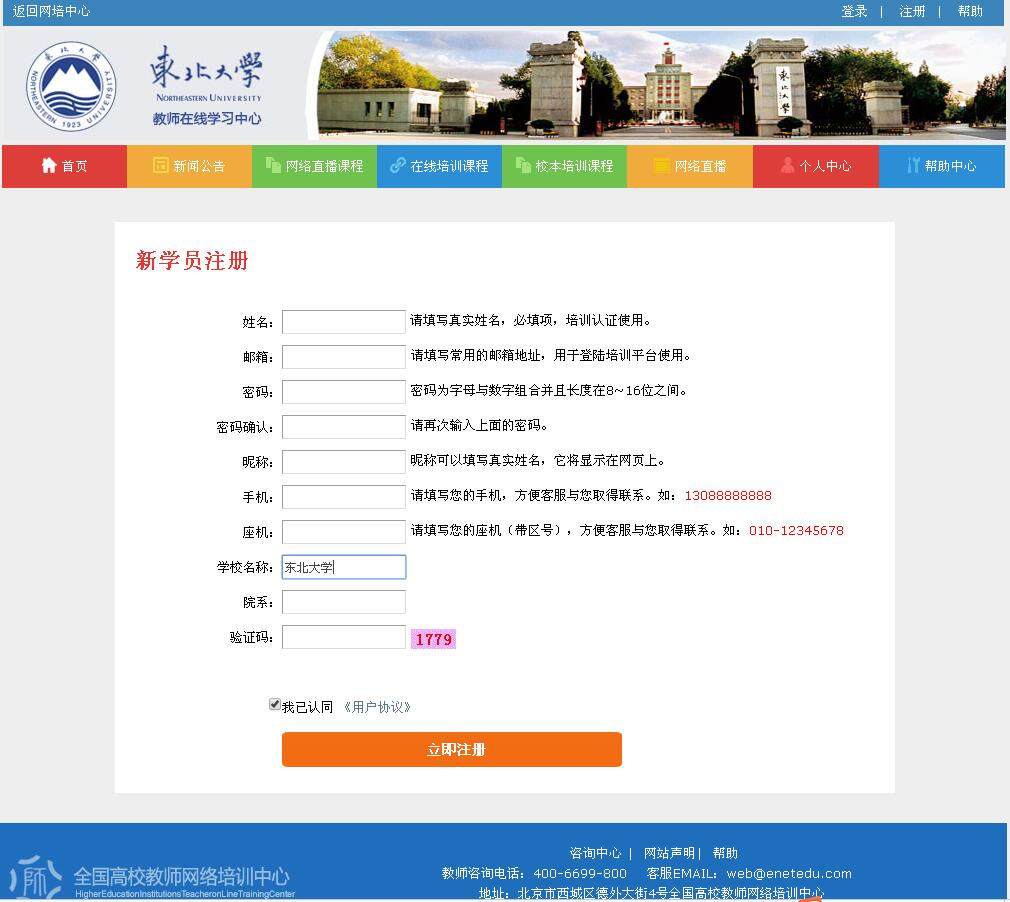 返回网培中心 登录 | 注册 | 帮助
東北大學
NORTHEASTERN UNIVERSITY
教师在线学习中心
東北大學
NORTHEASTERN UNIVERSITY
1923
首页 新闻公告 网络直播课程 在线培训课程 校本培训课程 网络直播 个人中心 帮助中心
新学员注册
姓名: 请填写真实姓名，必填项，培训认证使用。
邮箱: 请填写常用的邮箱地址，用于登陆培训平台使用。
密码: 密码为字母与数字组合并且长度在8~16位之间。
密码确认: 请再次输入上面的密码。
昵称: 昵称可以填写真实姓名，它将显示在网页上。
手机: 请填写您的手机，方便客服与您取得联系。如：13088888888
座机: 请填写您的座机（带区号），方便客服与您取得联系。如：010-12345678
学校名称: 东北大学
院系:
验证码: 1779
我已认同 《用户协议》
立即注册
咨询中心 | 网站声明 | 帮助
教师咨询电话：400-6699-800 客服EMAIL：web@enetedu.com
地址：北京市西城区德外大街4号全国高校教师网络培训中心
师
全国高校教师网络培训中心
HigherEducationInstitutionsTeacheronLineTrainingCenter